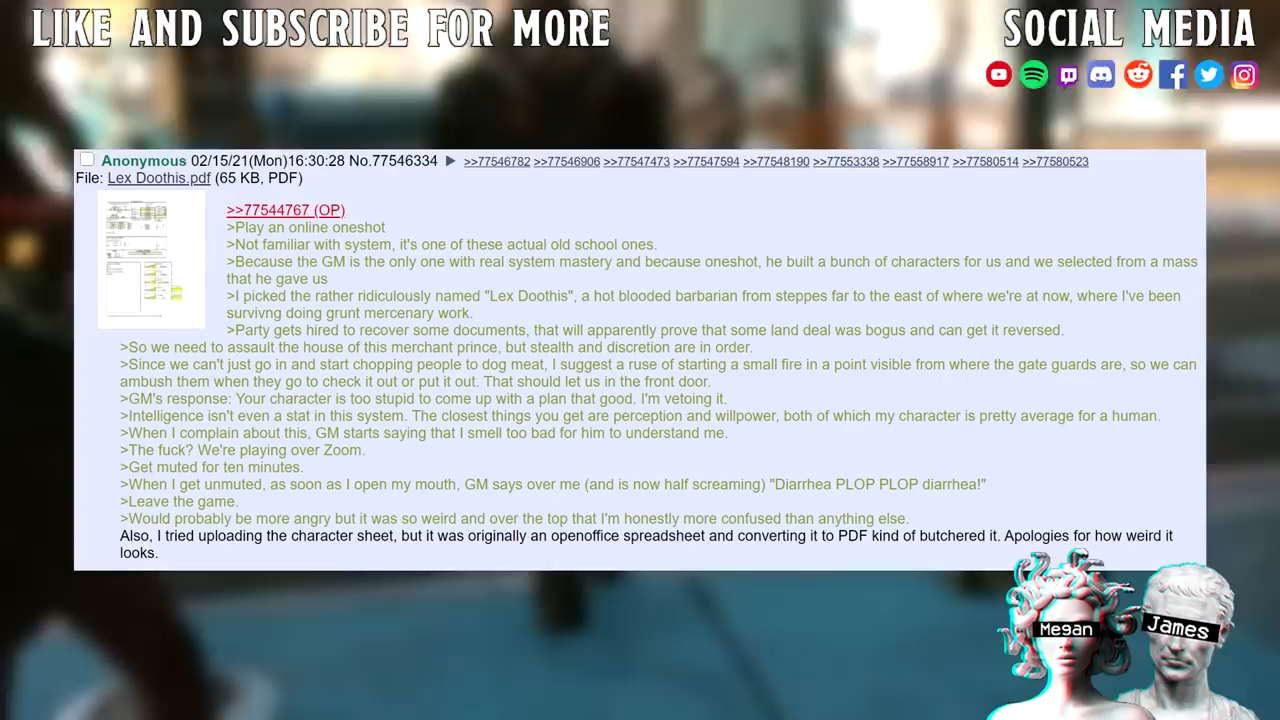 LIKE AND SUBSCRIBE FOR MORE
SOCIAL MEDIA
Anonymous 02/15/21(Mon)16:30:28 No.77546334 ▶ >>77546782 >>77546906 >>77547473 >>77547594 >>77548190 >>77553338 >>77558917 >>77580514 >>77580523
File: Lex Doothis.pdf (65 KB, PDF)
>>77544767 (OP)
>Play an online oneshot
>Not familiar with system, it's one of these actual old school ones.
>Because the GM is the only one with real system mastery and because oneshot, he built a bunch of characters for us and we selected from a mass
that he gave us.
>I picked the rather ridiculously named "Lex Doothis", a hot blooded barbarian from steppes far to the east of where we're at now, where I've been
survivng doing grunt mercenary work.
>Party gets hired to recover some documents, that will apparently prove that some land deal was bogus and can get it reversed.
>So we need to assault the house of this merchant prince, but stealth and discretion are in order.
>Since we can't just go in and start chopping people to dog meat, I suggest a ruse of starting a small fire in a point visible from where the gate guards are, so we can
ambush them when they go to check it out or put it out. That should let us in the front door.
>GM's response: Your character is too stupid to come up with a plan that good. I'm vetoing it.
>Intelligence isn't even a stat in this system. The closest things you get are perception and willpower, both of which my character is pretty average for a human.
>When I complain about this, GM starts saying that I smell too bad for him to understand me.
>The fuck? We're playing over Zoom.
>Get muted for ten minutes.
>When I get unmuted, as soon as I open my mouth, GM says over me (and is now half screaming) "Diarrhea PLOP PLOP diarrhea!"
>Leave the game.
>Would probably be more angry but it was so weird and over the top that I'm honestly more confused than anything else.
Also, I tried uploading the character sheet, but it was originally an openoffice spreadsheet and converting it to PDF kind of butchered it. Apologies for how weird it
looks.
Megan
James